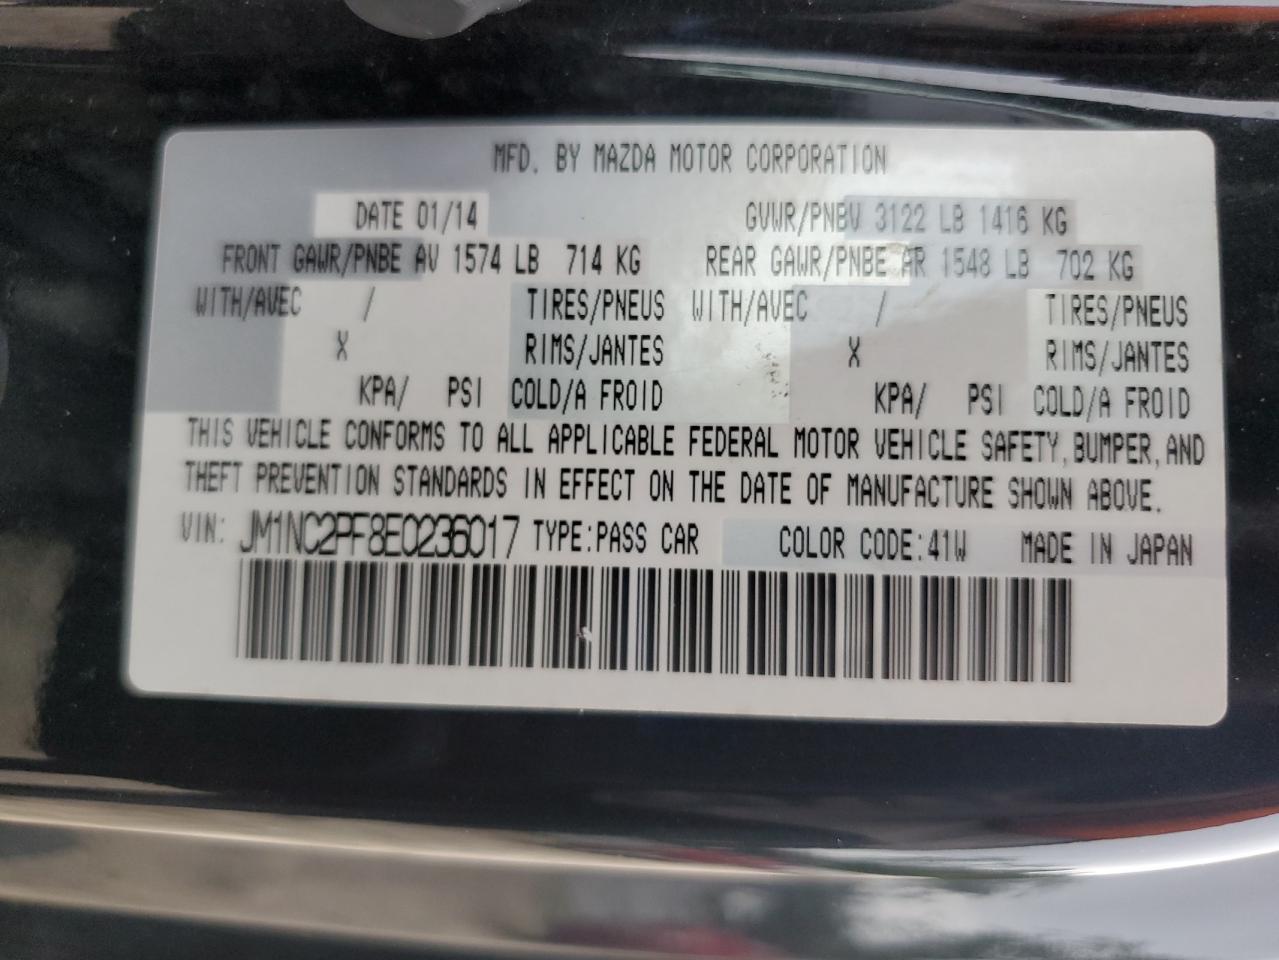 MFD. BY MAZDA MOTOR CORPORATION
DATE 01/14 GVWR/PNBV 3122 LB 1416 KG
FRONT GAWR/PNBE AV 1574 LB 714 KG REAR GAWR/PNBE AR 1548 LB 702 KG
WITH/AVEC / TIRES/PNEUS WITH/AVEC / TIRES/PNEUS
X RIMS/JANTES X RIMS/JANTES
KPA/ PSI COLD/A FROID KPA/ PSI COLD/A FROID
THIS VEHICLE CONFORMS TO ALL APPLICABLE FEDERAL MOTOR VEHICLE SAFETY, BUMPER, AND
THEFT PREVENTION STANDARDS IN EFFECT ON THE DATE OF MANUFACTURE SHOWN ABOVE.
VIN: JM1NC2PF8E0236017 TYPE:PASS CAR COLOR CODE:41W MADE IN JAPAN